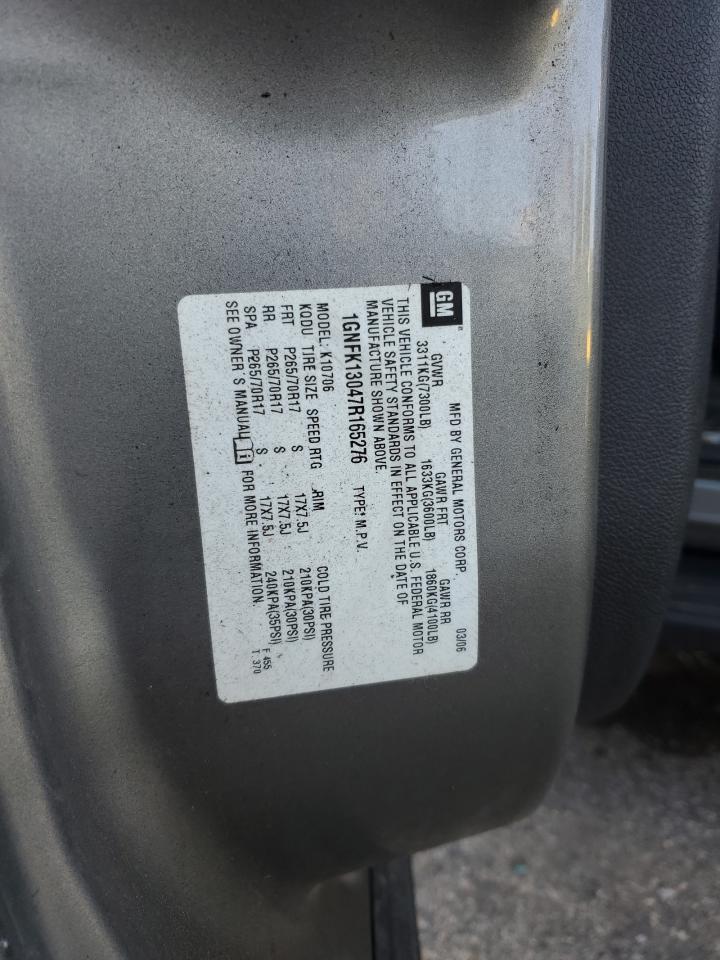 GM
MFD BY GENERAL MOTORS CORP. 03/06
GVWR GAWR FRT GAWR RR
3311KG(7300LB) 1633KG(3600LB) 1860KG(4100LB)
THIS VEHICLE CONFORMS TO ALL APPLICABLE U.S. FEDERAL MOTOR
VEHICLE SAFETY STANDARDS IN EFFECT ON THE DATE OF
MANUFACTURE SHOWN ABOVE.
1GNFK13047R165276 TYPE: M.P.V.
MODEL: K10706
KODU TIRE SIZE SPEED RTG RIM COLD TIRE PRESSURE
FRT P265/70R17 S 17X7.5J 210KPA(30PSI)
RR P265/70R17 S 17X7.5J 210KPA(30PSI)
SPA P265/70R17 S 17X7.5J 240KPA(35PSI)
SEE OWNER'S MANUAL i FOR MORE INFORMATION.
F 455
T 370